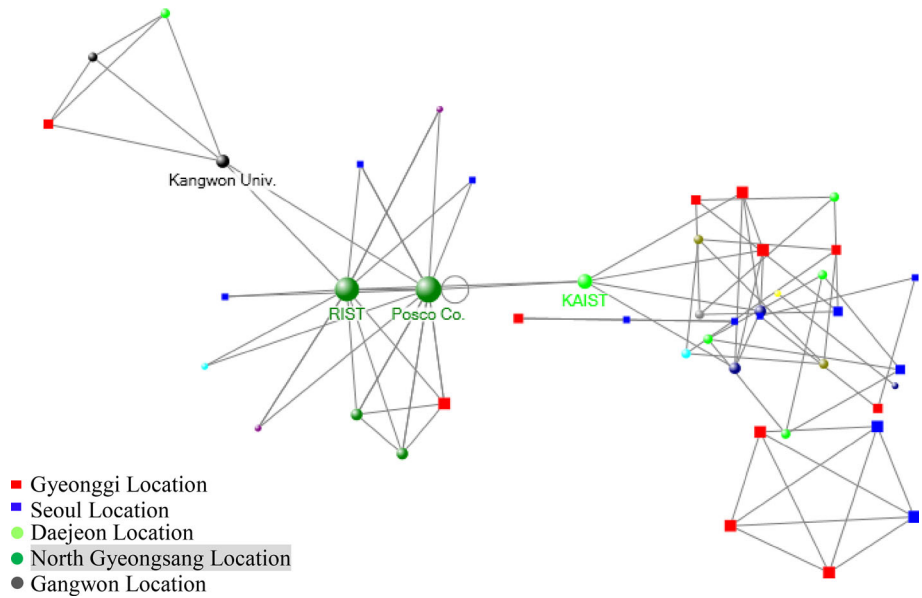 Kangwon Univ.
RIST
Posco Co.
KAIST
Gyeonggi Location
Seoul Location
Daejeon Location
North Gyeongsang Location
Gangwon Location